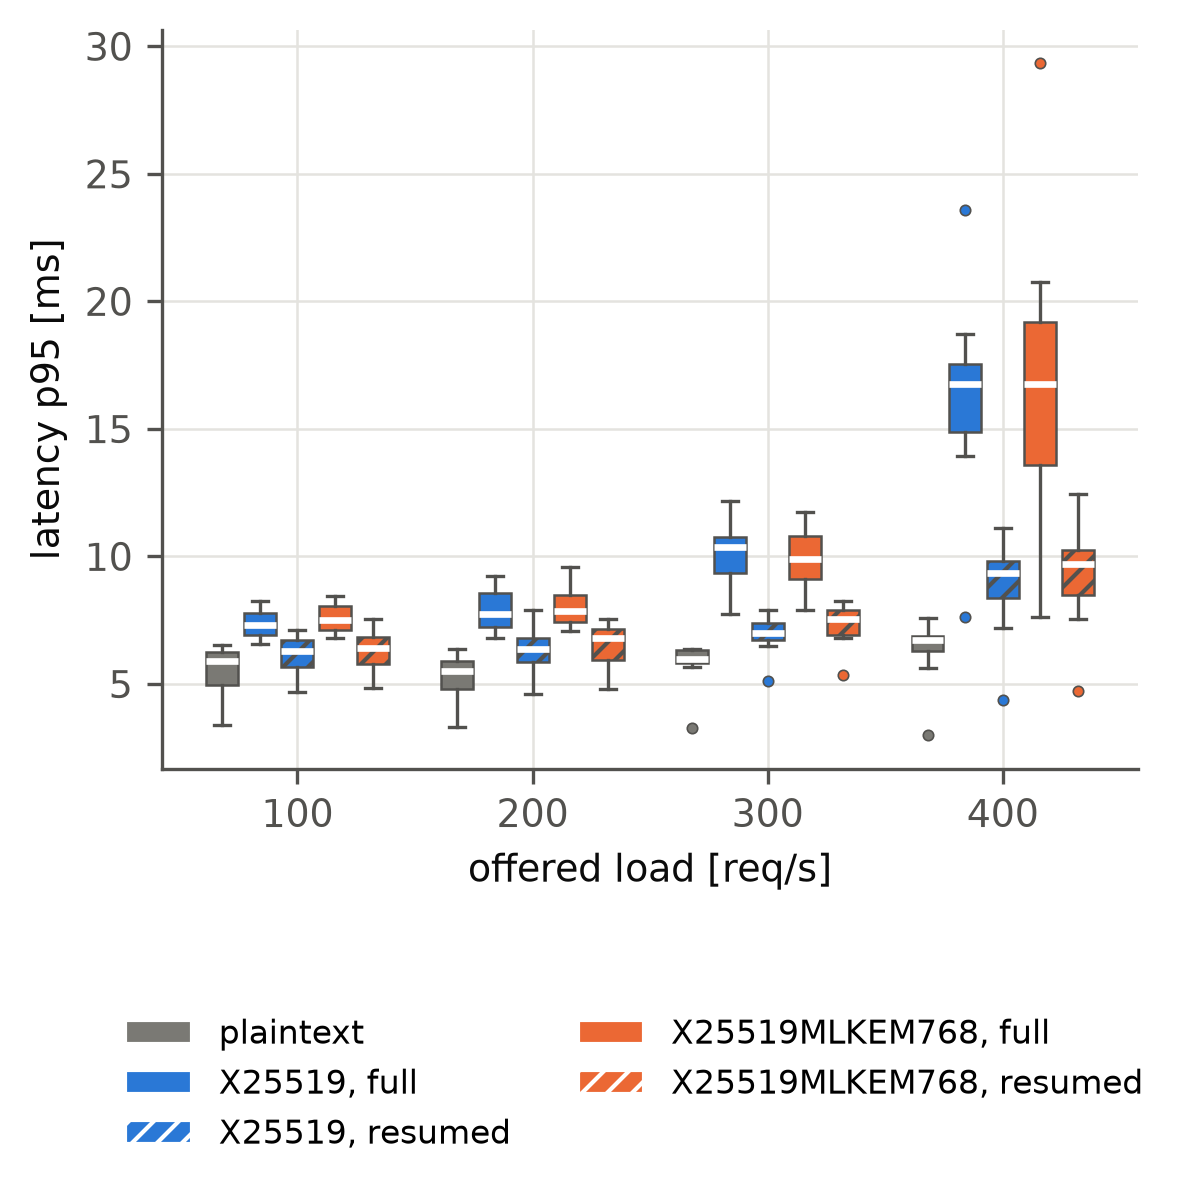 30
25
20
15
10
5
latency p95 [ms]
100 200 300 400
offered load [req/s]
plaintext
X25519, full
X25519, resumed
X25519MLKEM768, full
X25519MLKEM768, resumed